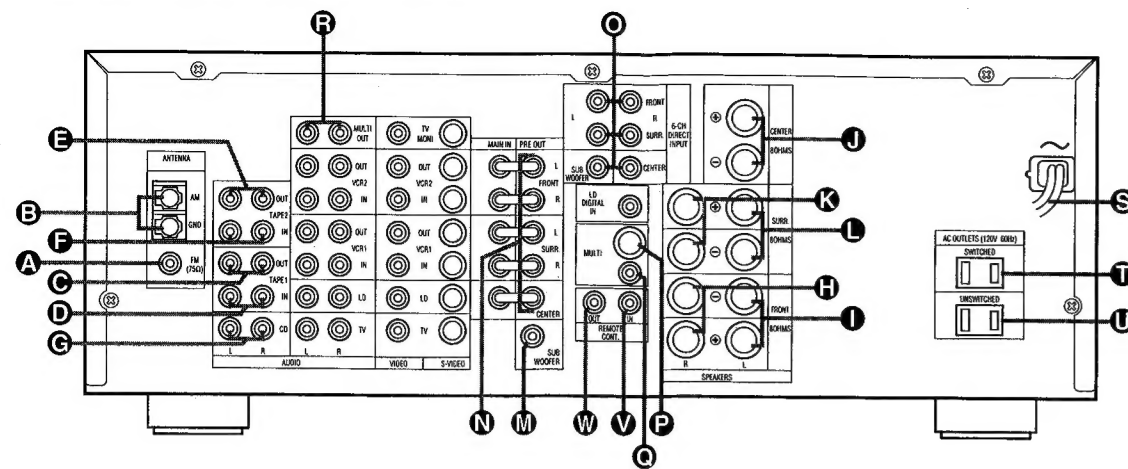 R
O
E
B
F
A
C
D
G
ANTENNA
AM
GND
FM
(75Ω)
OUT
TAPE2
IN
OUT
TAPE1
IN
CD
L R
AUDIO
MULTI
OUT
OUT
VCR2
IN
OUT
VCR1
IN
LD
TV
L R
TV
MONI
OUT
VCR2
IN
OUT
VCR1
IN
LD
TV
VIDEO S-VIDEO
MAIN IN PRE OUT
L
FRONT
R
L
SURR.
R
CENTER
SUB
WOOFER
L
FRONT
R
SURR.
SUB
WOOFER
CENTER
6-CH
DIRECT
INPUT
LD
DIGITAL
IN
MULTI
OUT IN
REMOTE
CONT.
+
-
CENTER
8OHMS
+
-
SURR.
8OHMS
-
+
FRONT
8OHMS
R L
SPEAKERS
AC OUTLETS (120V 60Hz)
SWITCHED
UNSWITCHED
J
K
L
H
I
S
T
U
N
M
W
V
P
Q